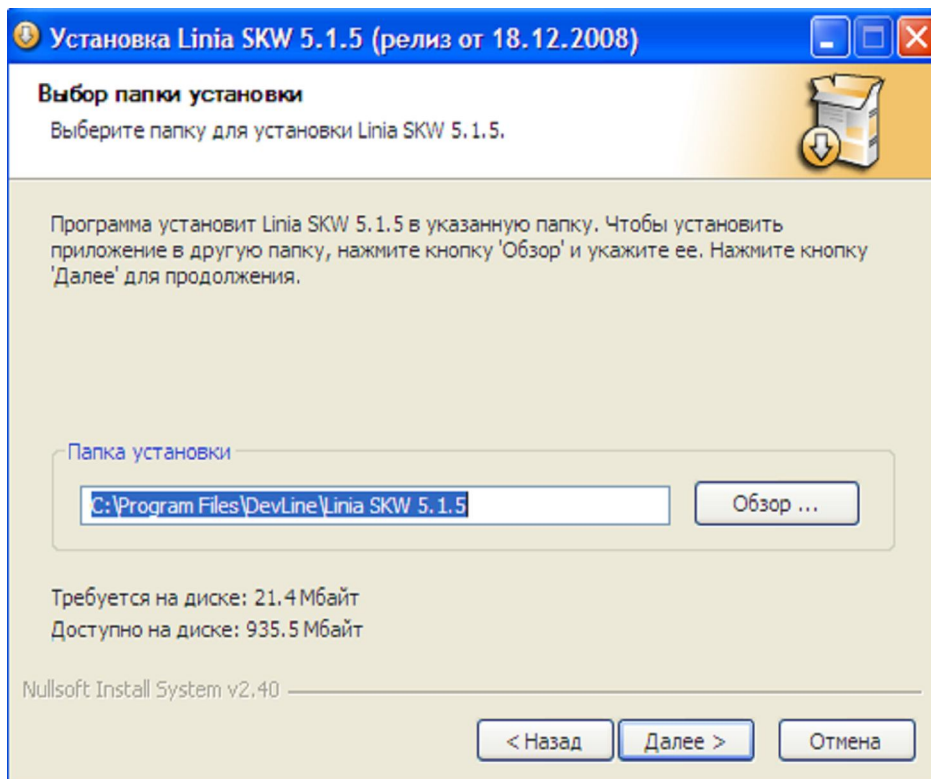 Установка Linia SKW 5.1.5 (релиз от 18.12.2008)
Выбор папки установки
Выберите папку для установки Linia SKW 5.1.5.
Программа установит Linia SKW 5.1.5 в указанную папку. Чтобы установить
приложение в другую папку, нажмите кнопку 'Обзор' и укажите ее. Нажмите кнопку
'Далее' для продолжения.
Папка установки
C:\Program Files\DevLine\Linia SKW 5.1.5
Обзор ...
Требуется на диске: 21.4 Мбайт
Доступно на диске: 935.5 Мбайт
Nullsoft Install System v2.40
< Назад
Далее >
Отмена